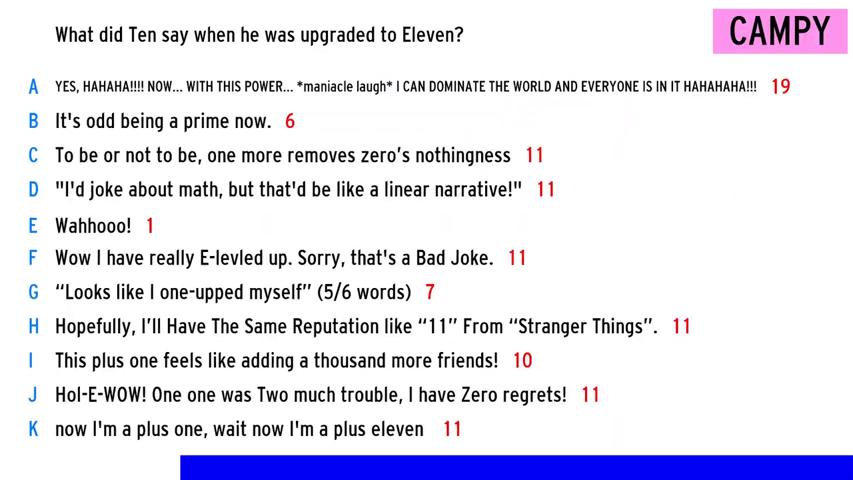 What did Ten say when he was upgraded to Eleven?
CAMPY
A YES, HAHAHA!!!! NOW... WITH THIS POWER... *maniacle laugh* I CAN DOMINATE THE WORLD AND EVERYONE IS IN IT HAHAHAHA!!! 19
B It's odd being a prime now. 6
C To be or not to be, one more removes zero’s nothingness 11
D "I'd joke about math, but that'd be like a linear narrative!" 11
E Wahhooo! 1
F Wow I have really E-levled up. Sorry, that's a Bad Joke. 11
G “Looks like I one-upped myself” (5/6 words) 7
H Hopefully, I’ll Have The Same Reputation like “11” From “Stranger Things”. 11
I This plus one feels like adding a thousand more friends! 10
J Hol-E-WOW! One one was Two much trouble, I have Zero regrets! 11
K now I'm a plus one, wait now I'm a plus eleven 11